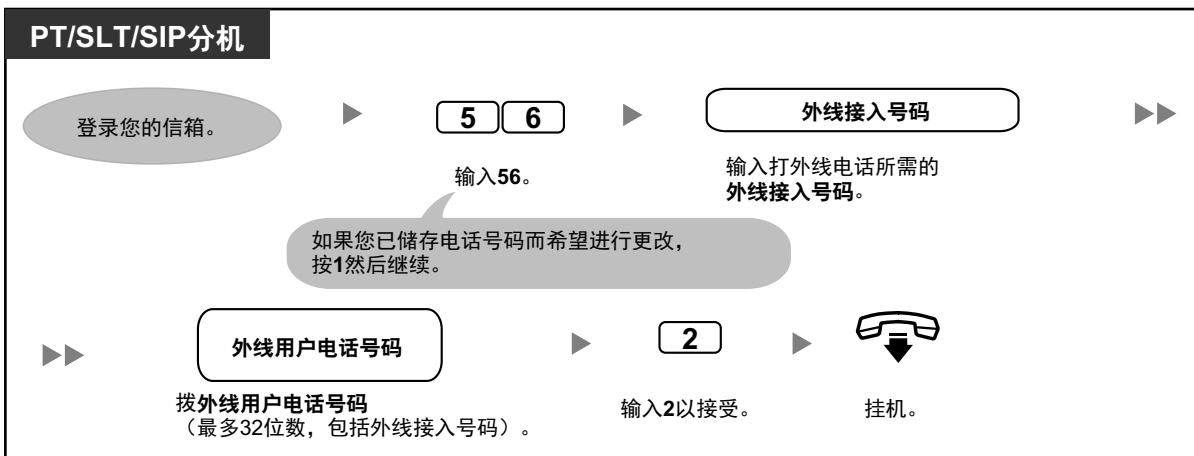 PT/SLT/SIP分机
登录您的信箱。
5 6
外线接入号码
输入56。
输入打外线电话所需的
外线接入号码。
如果您已储存电话号码而希望进行更改，
按1然后继续。
外线用户电话号码
2
拨外线用户电话号码
（最多32位数，包括外线接入号码）。
输入2以接受。
挂机。